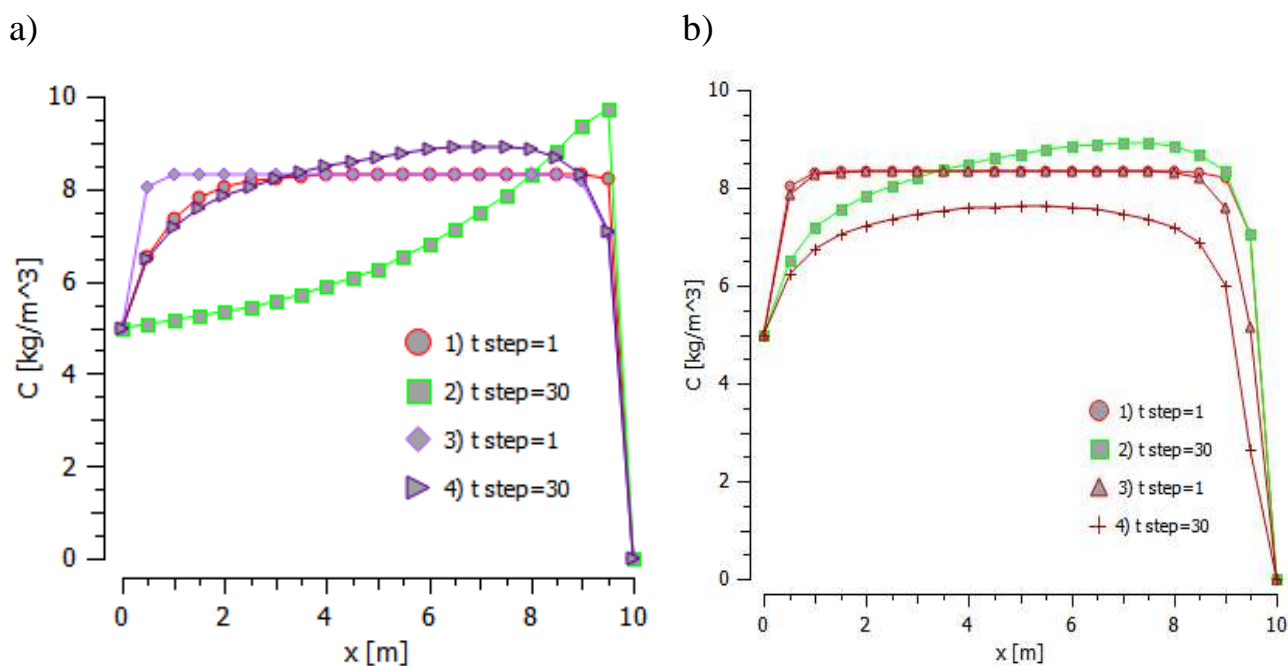 a)
b)
10
8
6
4
2
0
C [kg/m^3]
1) t step=1
2) t step=30
3) t step=1
4) t step=30
0 2 4 6 8 10
x [m]
10
8
6
4
2
0
C [kg/m^3]
1) t step=1
2) t step=30
3) t step=1
4) t step=30
0 2 4 6 8 10
x [m]